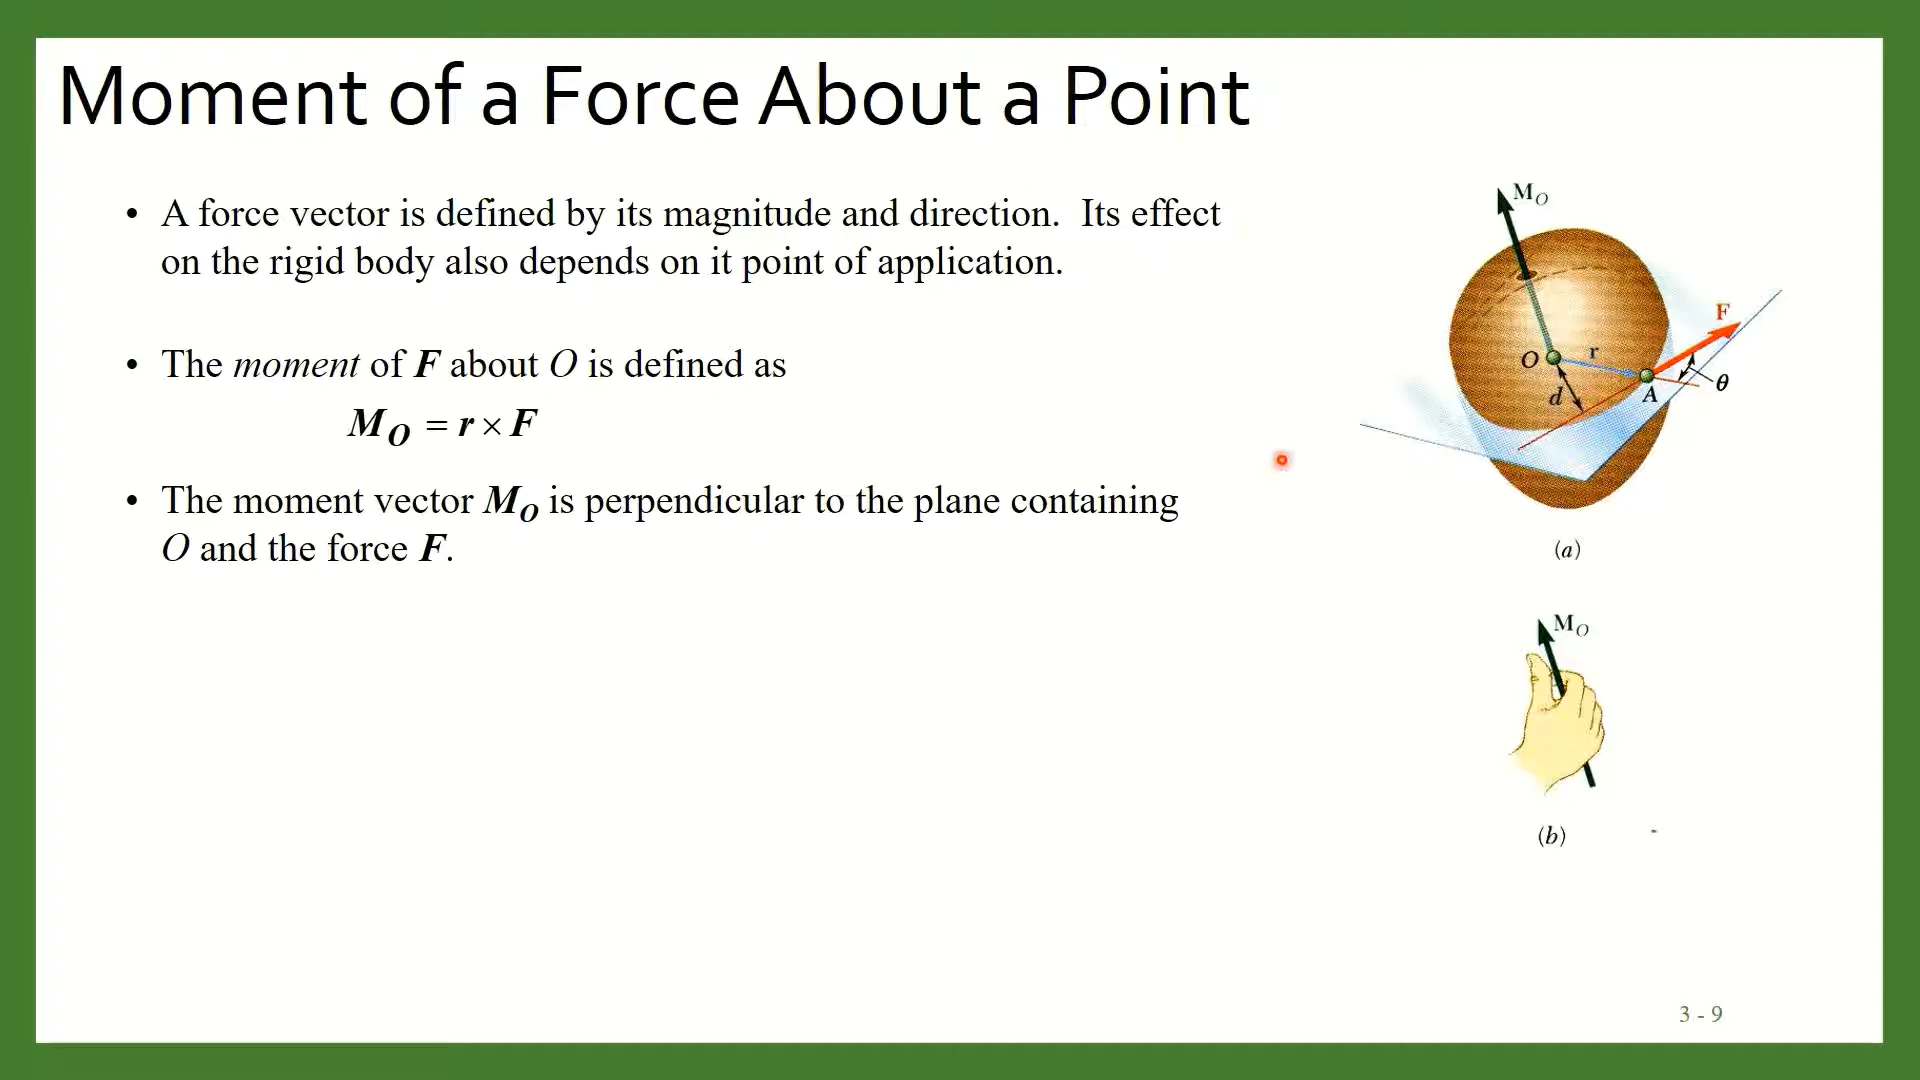 Moment of a Force About a Point
• A force vector is defined by its magnitude and direction.  Its effect
on the rigid body also depends on it point of application.
• The moment of F about O is defined as
M_O = r × F
• The moment vector M_O is perpendicular to the plane containing
O and the force F.
M_O
F
O
r
d
A
θ
(a)
M_O
(b)
3 - 9